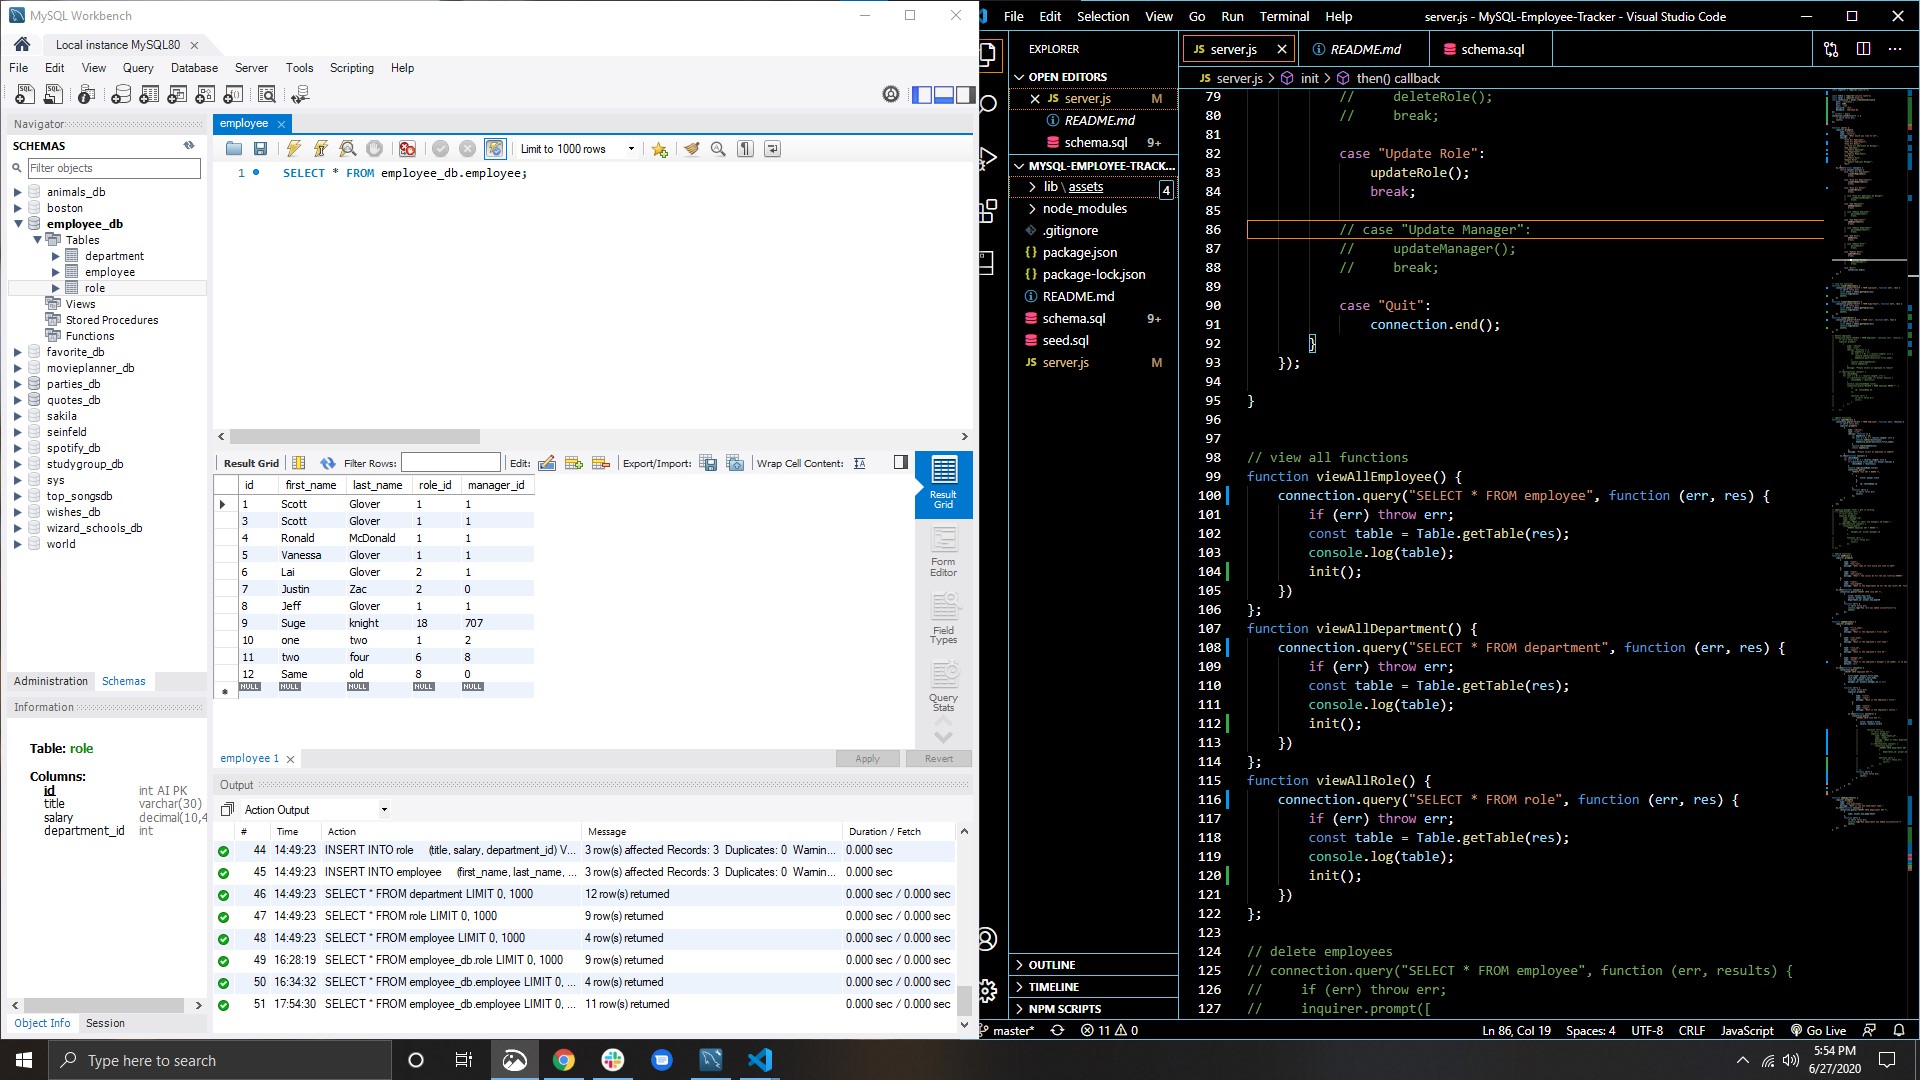 MySQL Workbench
Local instance MySQL80
File Edit View Query Database Server Tools Scripting Help
Navigator
SCHEMAS
Filter objects
animals_db
boston
employee_db
Tables
department
employee
role
Views
Stored Procedures
Functions
favorite_db
movieplanner_db
parties_db
quotes_db
sakila
seinfeld
spotify_db
studygroup_db
sys
top_songsdb
wishes_db
wizard_schools_db
world
Administration Schemas
Information
Table: role
Columns:
id int AI PK
title varchar(30)
salary decimal(10,4
department_id int
Object Info Session
employee
Limit to 1000 rows
1 SELECT * FROM employee_db.employee;
Result Grid Filter Rows: Edit: Export/Import: Wrap Cell Content:
id first_name last_name role_id manager_id
1 Scott Glover 1 1
3 Scott Glover 1 1
4 Ronald McDonald 1 1
5 Vanessa Glover 1 1
6 Lai Glover 2 1
7 Justin Zac 2 0
8 Jeff Glover 1 1
9 Suge knight 18 707
10 one two 1 2
11 two four 6 8
12 Same old 8 0
NULL NULL NULL NULL NULL
Result Grid
Form Editor
Field Types
Query Stats
employee 1
Apply Revert
Output
Action Output
# Time Action Message Duration / Fetch
44 14:49:23 INSERT INTO role (title, salary, department_id) V... 3 row(s) affected Records: 3 Duplicates: 0 Warnin... 0.000 sec
45 14:49:23 INSERT INTO employee (first_name, last_name, ... 3 row(s) affected Records: 3 Duplicates: 0 Warnin... 0.000 sec
46 14:49:23 SELECT * FROM department LIMIT 0, 1000 12 row(s) returned 0.000 sec / 0.000 sec
47 14:49:23 SELECT * FROM role LIMIT 0, 1000 9 row(s) returned 0.000 sec / 0.000 sec
48 14:49:23 SELECT * FROM employee LIMIT 0, 1000 4 row(s) returned 0.000 sec / 0.000 sec
49 16:28:19 SELECT * FROM employee_db.role LIMIT 0, 1000 9 row(s) returned 0.000 sec / 0.000 sec
50 16:34:32 SELECT * FROM employee_db.employee LIMIT 0, ... 4 row(s) returned 0.000 sec / 0.000 sec
51 17:54:30 SELECT * FROM employee_db.employee LIMIT 0, ... 11 row(s) returned 0.000 sec / 0.000 sec
File Edit Selection View Go Run Terminal Help server.js - MySQL-Employee-Tracker - Visual Studio Code
EXPLORER
OPEN EDITORS
JS server.js M
README.md
schema.sql 9+
MYSQL-EMPLOYEE-TRACK...
lib \ assets 4
node_modules
.gitignore
package.json
package-lock.json
README.md
schema.sql 9+
seed.sql
JS server.js M
OUTLINE
TIMELINE
NPM SCRIPTS
JS server.js README.md schema.sql
JS server.js > init > then() callback
79 // deleteRole();
80 // break;
81
82 case "Update Role":
83 updateRole();
84 break;
85
86 // case "Update Manager":
87 // updateManager();
88 // break;
89
90 case "Quit":
91 connection.end();
92 }
93 });
94
95 }
96
97
98 // view all functions
99 function viewAllEmployee() {
100 connection.query("SELECT * FROM employee", function (err, res) {
101 if (err) throw err;
102 const table = Table.getTable(res);
103 console.log(table);
104 init();
105 })
106 };
107 function viewAllDepartment() {
108 connection.query("SELECT * FROM department", function (err, res) {
109 if (err) throw err;
110 const table = Table.getTable(res);
111 console.log(table);
112 init();
113 })
114 };
115 function viewAllRole() {
116 connection.query("SELECT * FROM role", function (err, res) {
117 if (err) throw err;
118 const table = Table.getTable(res);
119 console.log(table);
120 init();
121 })
122 };
123
124 // delete employees
125 // connection.query("SELECT * FROM employee", function (err, results) {
126 // if (err) throw err;
127 // inquirer.prompt([
master* 11 0 Ln 86, Col 19 Spaces: 4 UTF-8 CRLF JavaScript Go Live
Type here to search
5:54 PM
6/27/2020